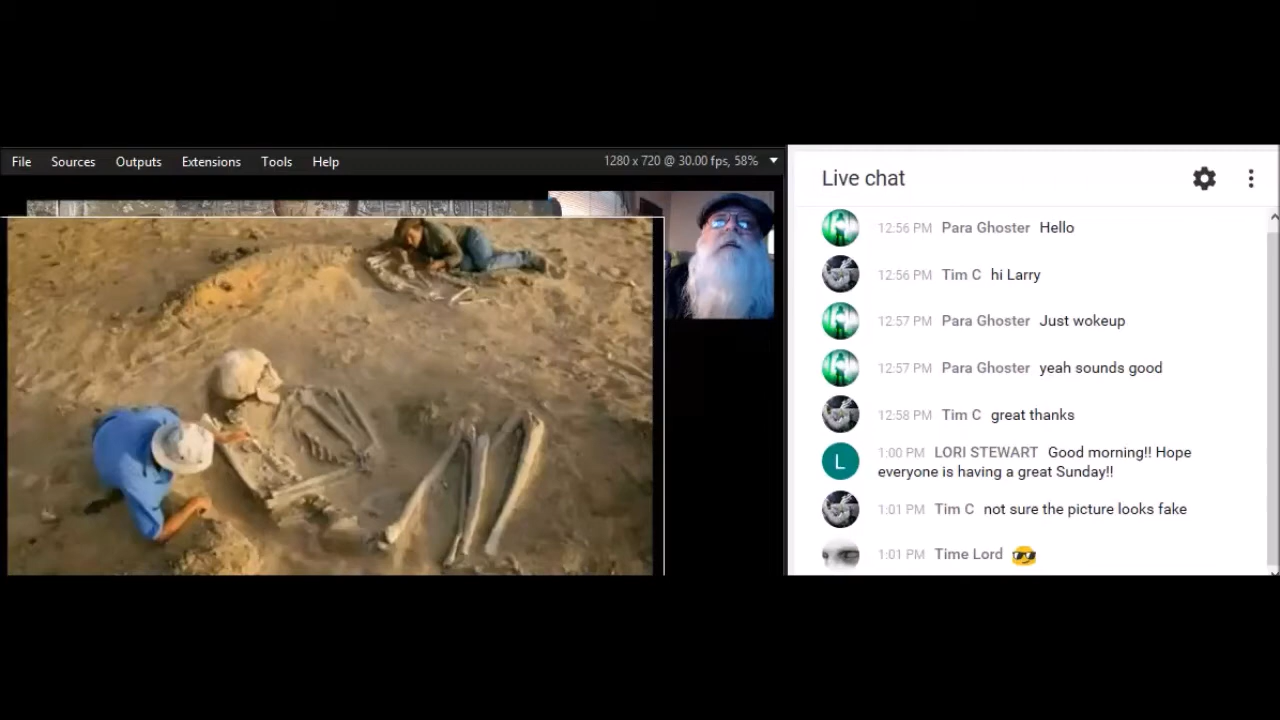 File Sources Outputs Extensions Tools Help 1280 x 720 @ 30.00 fps, 58%
Live chat
12:56 PM Para Ghoster Hello
12:56 PM Tim C hi Larry
12:57 PM Para Ghoster Just wokeup
12:57 PM Para Ghoster yeah sounds good
12:58 PM Tim C great thanks
L
1:00 PM LORI STEWART Good morning!! Hope
everyone is having a great Sunday!!
1:01 PM Tim C not sure the picture looks fake
1:01 PM Time Lord